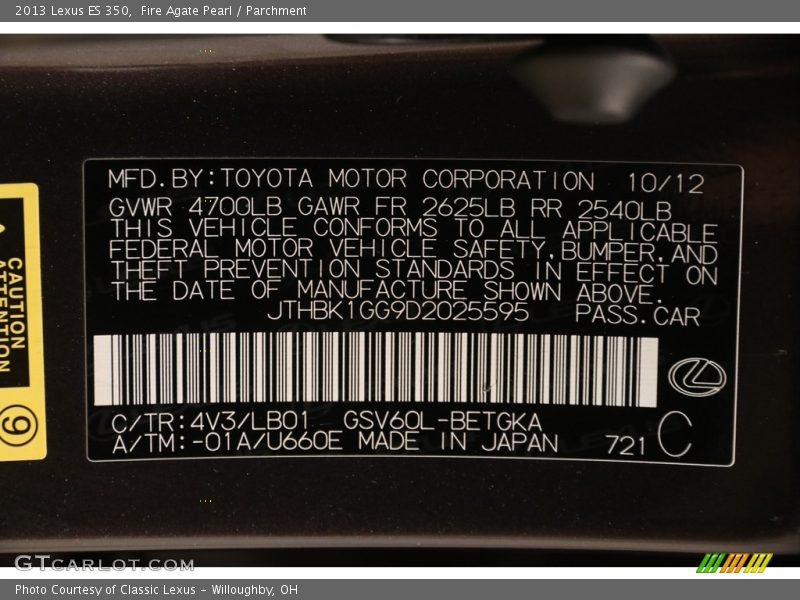 2013 Lexus ES 350,  Fire Agate Pearl / Parchment
MFD.BY:TOYOTA MOTOR CORPORATION 10/12
GVWR 4700LB GAWR FR 2625LB RR 2540LB
THIS VEHICLE CONFORMS TO ALL APPLICABLE
FEDERAL MOTOR VEHICLE SAFETY,BUMPER,AND
THEFT PREVENTION STANDARDS IN EFFECT ON
THE DATE OF MANUFACTURE SHOWN ABOVE.
JTHBK1GG9D2025595 PASS.CAR
C/TR:4V3/LB01 GSV60L-BETGKA
A/TM:-01A/U660E MADE IN JAPAN 721 C
CAUTION
ATTENTION
9
GTCARLOT.COM
Photo Courtesy of Classic Lexus - Willoughby, OH